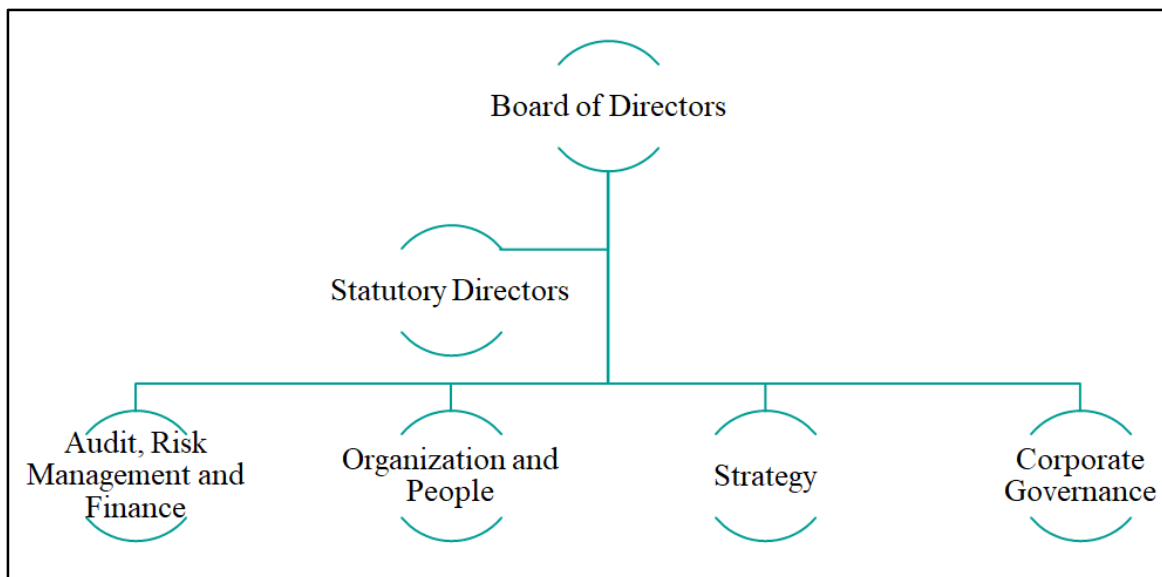 Board of Directors
Statutory Directors
Audit, Risk
Management and
Finance
Organization and
People
Strategy
Corporate
Governance